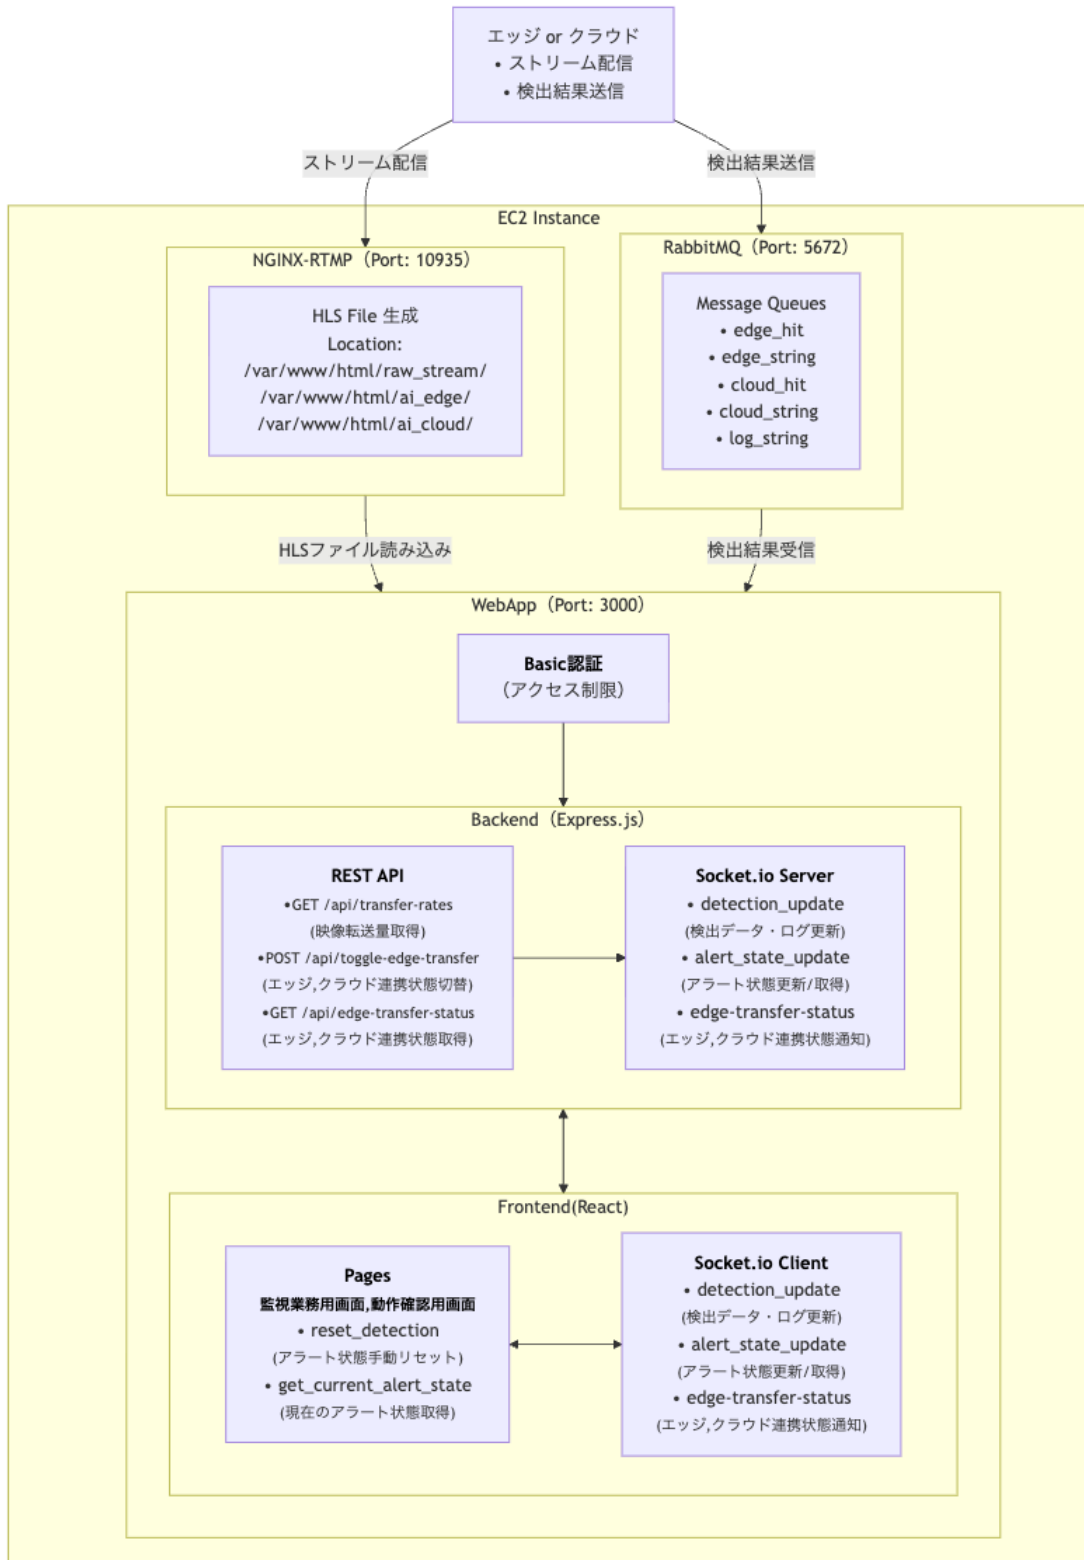 エッジ or クラウド
• ストリーム配信
• 検出結果送信
ストリーム配信
検出結果送信
EC2 Instance
NGINX-RTMP（Port: 10935）
HLS File 生成
Location:
/var/www/html/raw_stream/
/var/www/html/ai_edge/
/var/www/html/ai_cloud/
RabbitMQ（Port: 5672）
Message Queues
• edge_hit
• edge_string
• cloud_hit
• cloud_string
• log_string
HLSファイル読み込み
検出結果受信
WebApp（Port: 3000）
Basic認証
（アクセス制限）
Backend（Express.js）
REST API
•GET /api/transfer-rates
(映像転送量取得)
•POST /api/toggle-edge-transfer
(エッジ,クラウド連携状態切替)
•GET /api/edge-transfer-status
(エッジ,クラウド連携状態取得)
Socket.io Server
• detection_update
(検出データ・ログ更新)
• alert_state_update
(アラート状態更新/取得)
• edge-transfer-status
(エッジ,クラウド連携状態通知)
Frontend(React)
Pages
監視業務用画面,動作確認用画面
• reset_detection
(アラート状態手動リセット)
• get_current_alert_state
(現在のアラート状態取得)
Socket.io Client
• detection_update
(検出データ・ログ更新)
• alert_state_update
(アラート状態更新/取得)
• edge-transfer-status
(エッジ,クラウド連携状態通知)